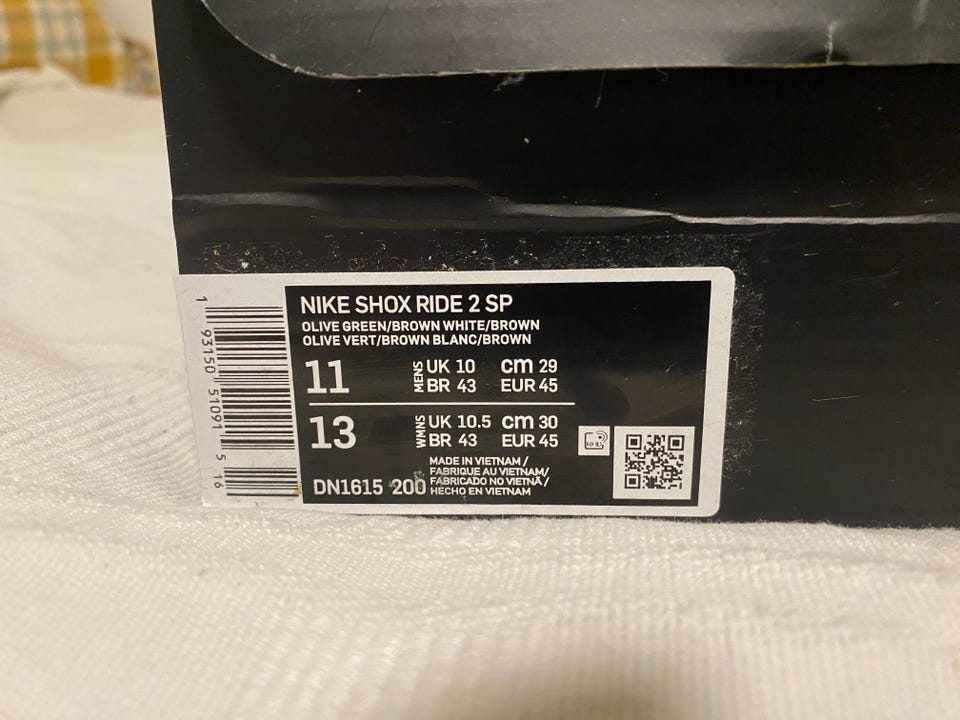 NIKE SHOX RIDE 2 SP
OLIVE GREEN/BROWN WHITE/BROWN
OLIVE VERT/BROWN BLANC/BROWN
11 MENS UK 10 cm 29
BR 43 EUR 45
13 WMNS UK 10.5 cm 30
BR 43 EUR 45
MADE IN VIETNAM /
FABRIQUE AU VIETNAM/
FABRICADO NO VIETNÃ /
HECHO EN VIETNAM
DN1615 200
1 93150 51091 5 16